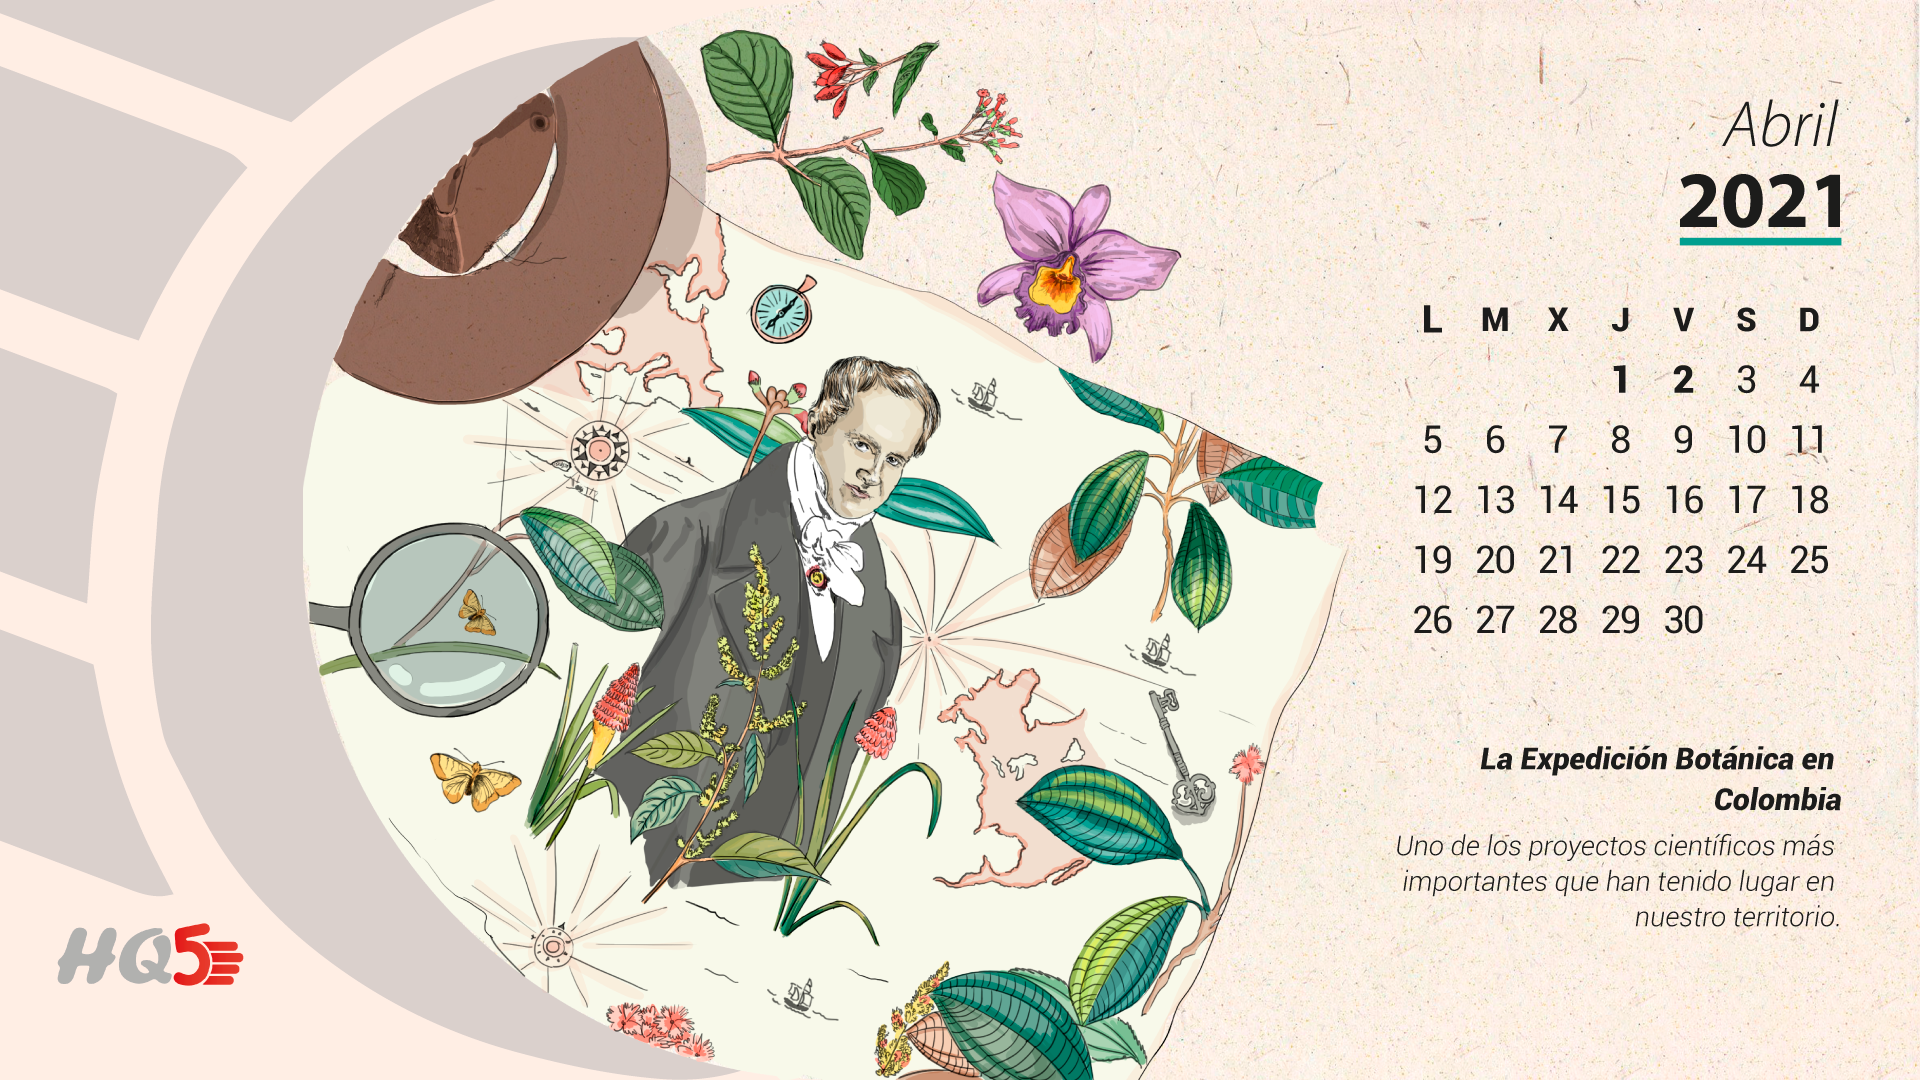 Abril
2021
L M X J V S D
1 2 3 4
5 6 7 8 9 10 11
12 13 14 15 16 17 18
19 20 21 22 23 24 25
26 27 28 29 30
La Expedición Botánica en
Colombia
Uno de los proyectos científicos más
importantes que han tenido lugar en
nuestro territorio.
HQ5